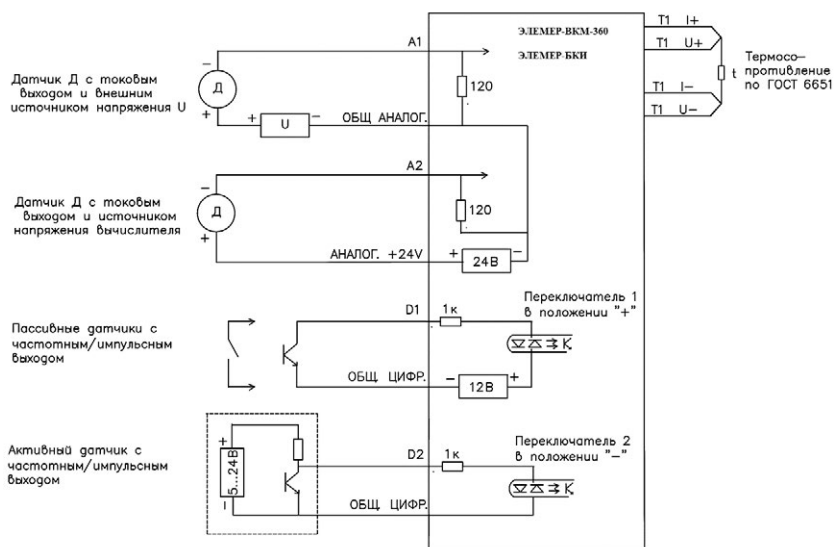 ЭЛЕМЕР-ВКМ-360
ЭЛЕМЕР-БКИ
T1 I+
T1 U+
T1 I−
T1 U−
t
Термосо−
противление
по ГОСТ 6651
Датчик Д с токовым
выходом и внешним
источником напряжения U
−
Д
+
A1
120
+
U
−
ОБЩ АНАЛОГ.
Датчик Д с токовым
выходом и источником
напряжения вычислителя
−
Д
+
A2
120
АНАЛОГ. +24V
+
24В
−
Пассивные датчики с
частотным/импульсным
выходом
D1
1к
Переключатель 1
в положении "+"
К
ОБЩ. ЦИФР.
−
12В
+
Активный датчик с
частотным/импульсным
выходом
+
5...24В
−
D2
1к
Переключатель 2
в положении "−"
К
ОБЩ. ЦИФР.